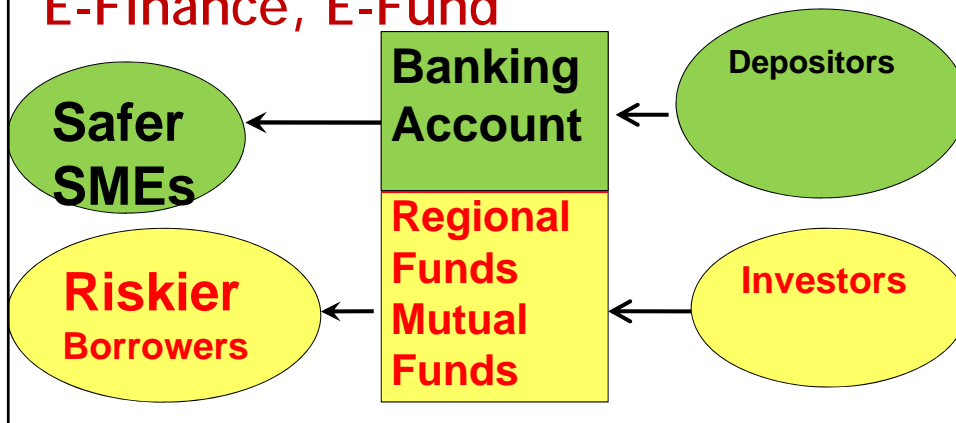 E-Finance, E-Fund
Banking
Account
Depositors
Safer
SMEs
Regional
Funds
Mutual
Funds
Investors
Riskier
Borrowers